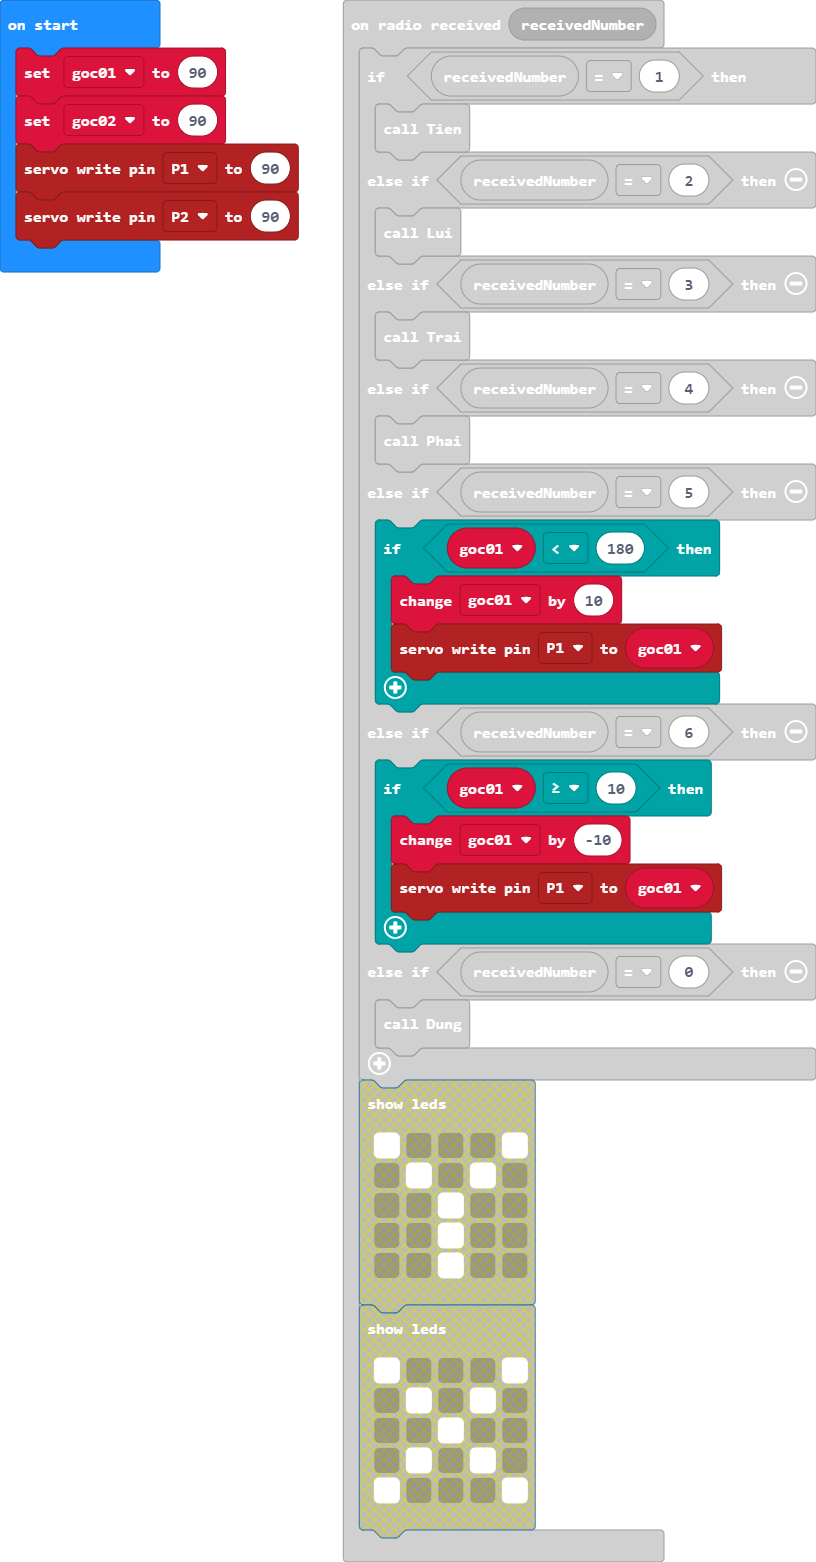 on start
set goc01 to 90
set goc02 to 90
servo write pin P1 to 90
servo write pin P2 to 90
on radio received receivedNumber
if receivedNumber = 1 then
call Tien
else if receivedNumber = 2 then
call Lui
else if receivedNumber = 3 then
call Trai
else if receivedNumber = 4 then
call Phai
else if receivedNumber = 5 then
if goc01 < 180 then
change goc01 by 10
servo write pin P1 to goc01
else if receivedNumber = 6 then
if goc01 ≥ 10 then
change goc01 by -10
servo write pin P1 to goc01
else if receivedNumber = 0 then
call Dung
show leds
show leds